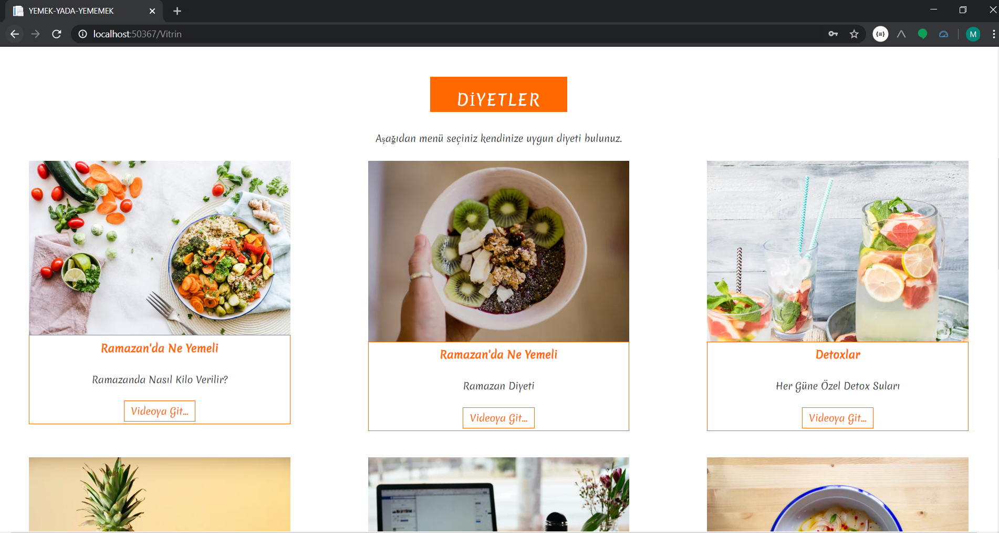 YEMEK-YADA-YEMEMEK
localhost:50367/Vitrin
M
DİYETLER
Aşağıdan menü seçiniz kendinize uygun diyeti bulunuz.
Ramazan'da Ne Yemeli
Ramazanda Nasıl Kilo Verilir?
Videoya Git...
Ramazan'da Ne Yemeli
Ramazan Diyeti
Videoya Git...
Detoxlar
Her Güne Özel Detox Suları
Videoya Git...